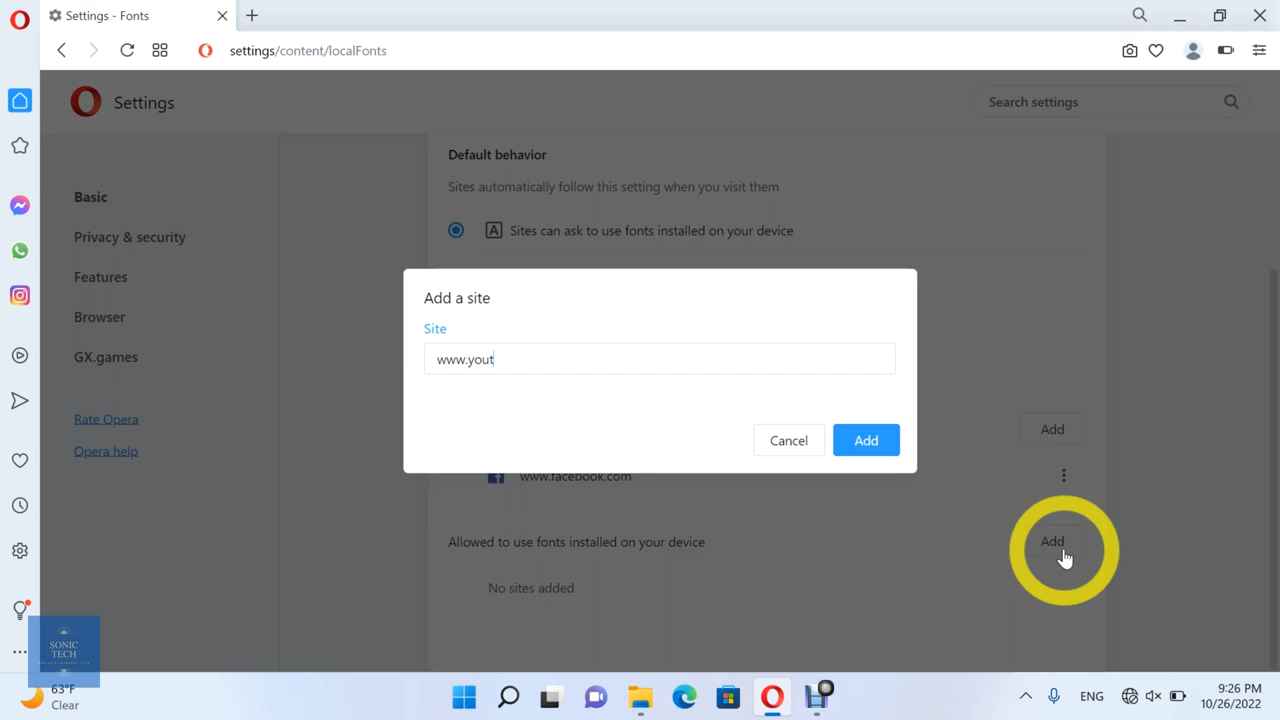 Settings - Fonts
settings/content/localFonts
Settings
Search settings
Default behavior
Sites automatically follow this setting when you visit them
Basic
Privacy & security
Sites can ask to use fonts installed on your device
Features
Browser
GX.games
Rate Opera
Opera help
Add a site
Site
www.yout
Cancel
Add
Add
www.facebook.com
Allowed to use fonts installed on your device
Add
No sites added
SONIC
TECH
63°F
Clear
ENG
9:26 PM
10/26/2022